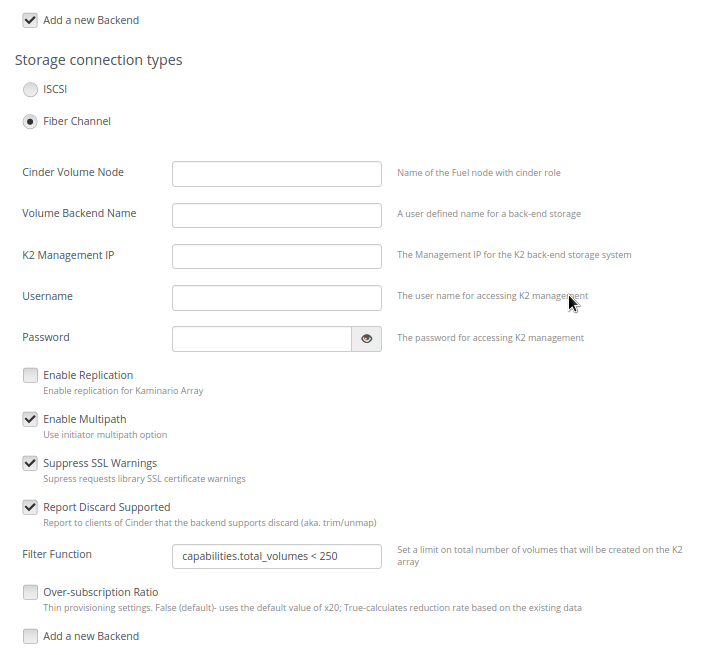 Add a new Backend
Storage connection types
ISCSI
Fiber Channel
Cinder Volume Node
Name of the Fuel node with cinder role
Volume Backend Name
A user defined name for a back-end storage
K2 Management IP
The Management IP for the K2 back-end storage system
Username
The user name for accessing K2 management
Password
The password for accessing K2 management
Enable Replication
Enable replication for Kaminario Array
Enable Multipath
Use initiator multipath option
Suppress SSL Warnings
Supress requests library SSL certificate warnings
Report Discard Supported
Report to clients of Cinder that the backend supports discard (aka. trim/unmap)
Filter Function
capabilities.total_volumes < 250
Set a limit on total number of volumes that will be created on the K2
array
Over-subscription Ratio
Thin provisioning settings. False (default)- uses the default value of x20; True-calculates reduction rate based on the existing data
Add a new Backend